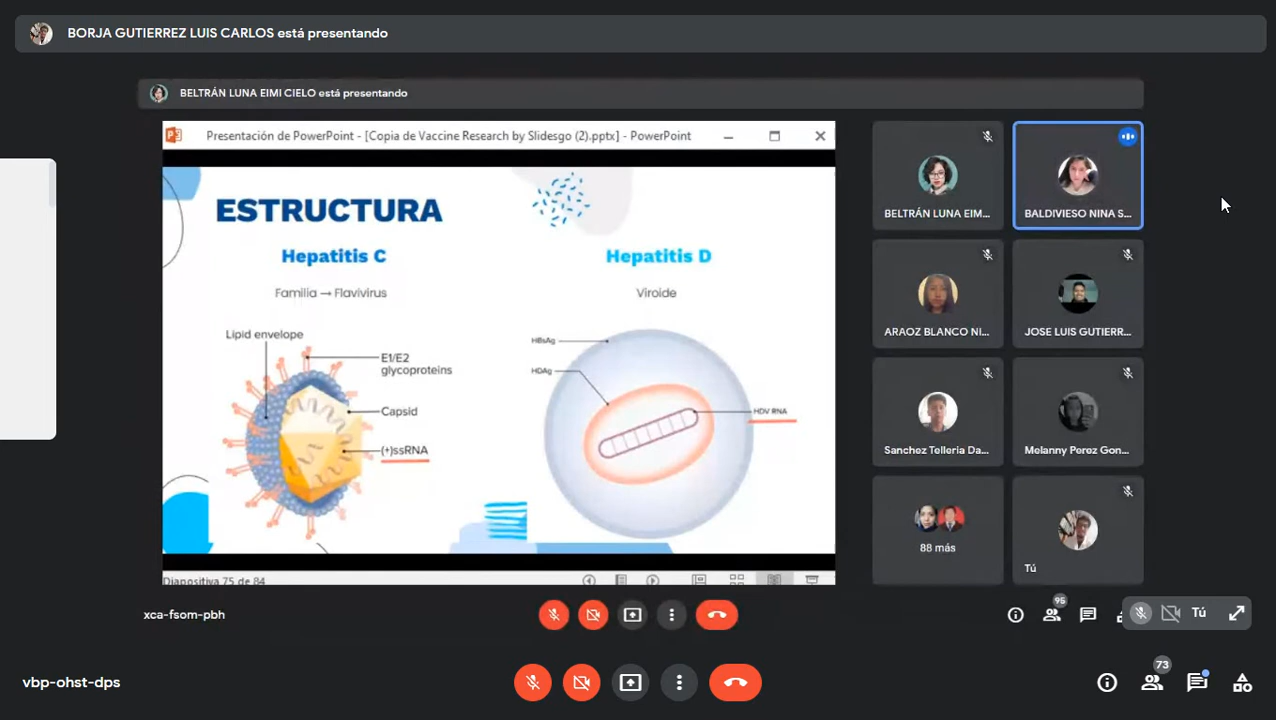 BORJA GUTIERREZ LUIS CARLOS está presentando
BELTRÁN LUNA EIMI CIELO está presentando
Presentación de PowerPoint - [Copia de Vaccine Research by Slidesgo (2).pptx] - PowerPoint
ESTRUCTURA
Hepatitis C
Familia → Flavivirus
Lipid envelope
E1/E2
glycoproteins
Capsid
(+)ssRNA
Hepatitis D
Viroide
HBsAg
HDAg
HDV RNA
Diapositiva 75 de 84
BELTRÁN LUNA EIM...
BALDIVIESO NINA S...
ARAOZ BLANCO NI...
JOSE LUIS GUTIERR...
Sanchez Telleria Da...
Melanny Perez Gon...
88 más
Tú
xca-fsom-pbh
95
Tú
vbp-ohst-dps
73